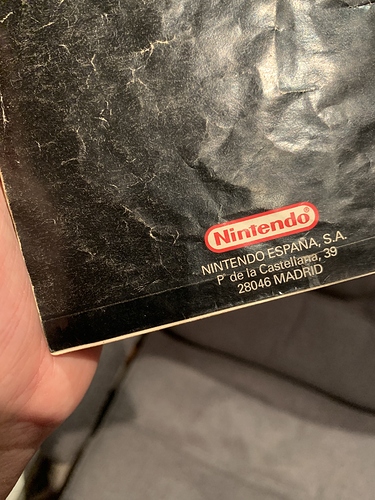 Nintendo®
NINTENDO ESPAÑA, S.A.
Pº de la Castellana, 39
28046 MADRID